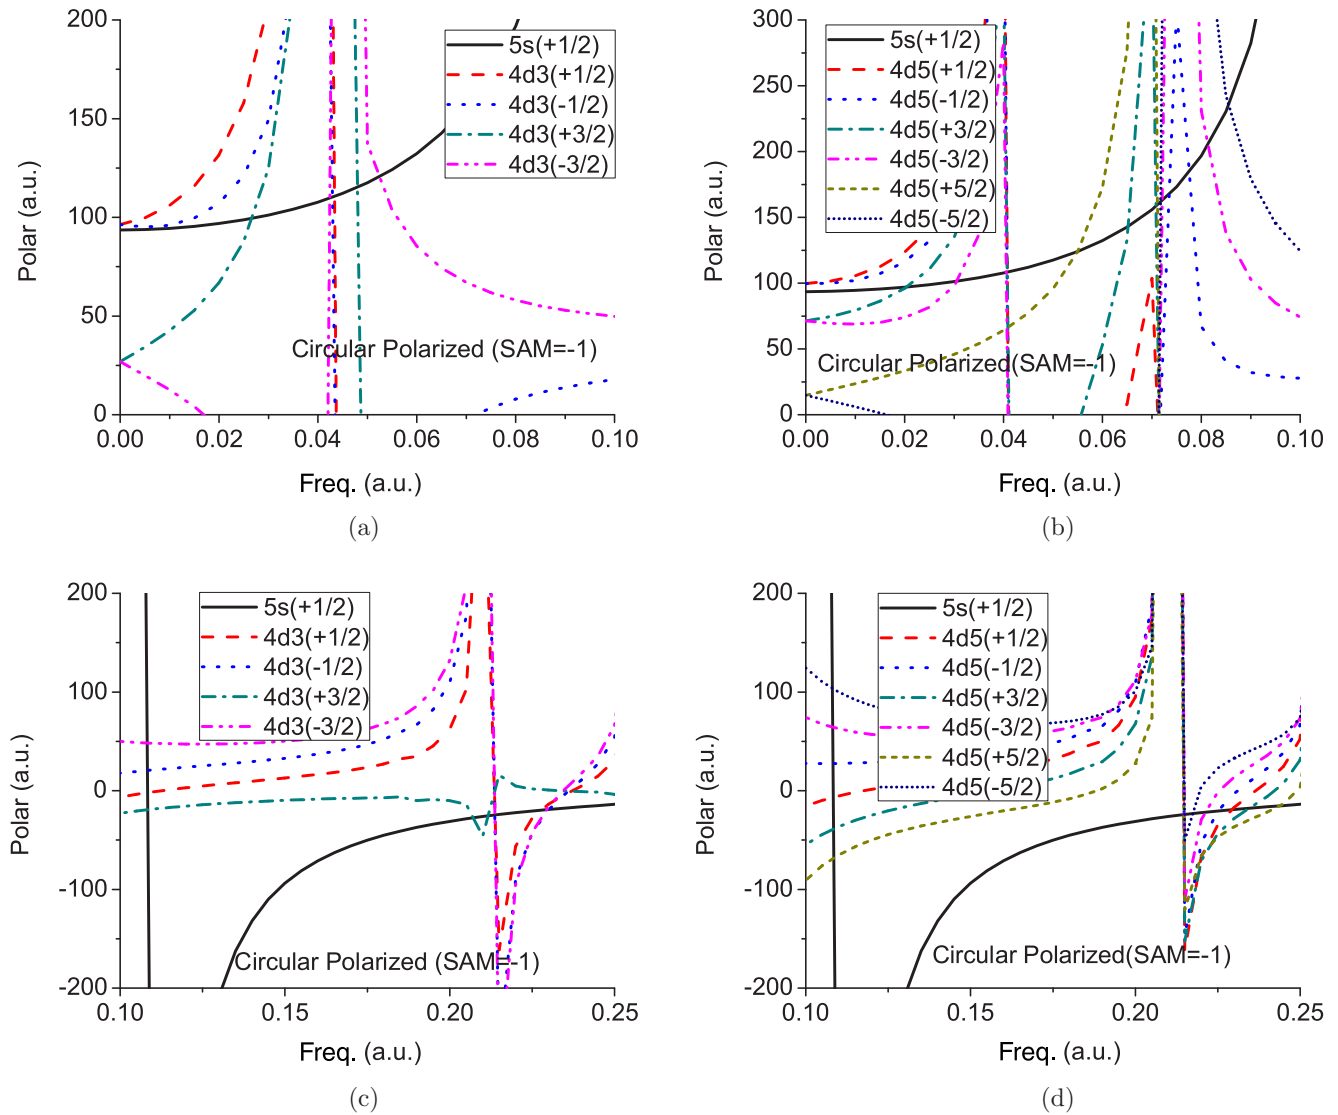 200
150
100
50
0
Polar (a.u.)
5s(+1/2)
4d3(+1/2)
4d3(-1/2)
4d3(+3/2)
4d3(-3/2)
Circular Polarized (SAM=-1)
0.00 0.02 0.04 0.06 0.08 0.10
Freq. (a.u.)
(a)
300
250
200
150
100
50
0
Polar (a.u.)
5s(+1/2)
4d5(+1/2)
4d5(-1/2)
4d5(+3/2)
4d5(-3/2)
4d5(+5/2)
4d5(-5/2)
Circular Polarized(SAM=-1)
0.00 0.02 0.04 0.06 0.08 0.10
Freq. (a.u.)
(b)
200
100
0
-100
-200
Polar (a.u.)
5s(+1/2)
4d3(+1/2)
4d3(-1/2)
4d3(+3/2)
4d3(-3/2)
Circular Polarized (SAM=-1)
0.10 0.15 0.20 0.25
Freq. (a.u.)
(c)
200
100
0
-100
-200
Polar (a.u.)
5s(+1/2)
4d5(+1/2)
4d5(-1/2)
4d5(+3/2)
4d5(-3/2)
4d5(+5/2)
4d5(-5/2)
Circular Polarized(SAM=-1)
0.10 0.15 0.20 0.25
Freq. (a.u.)
(d)